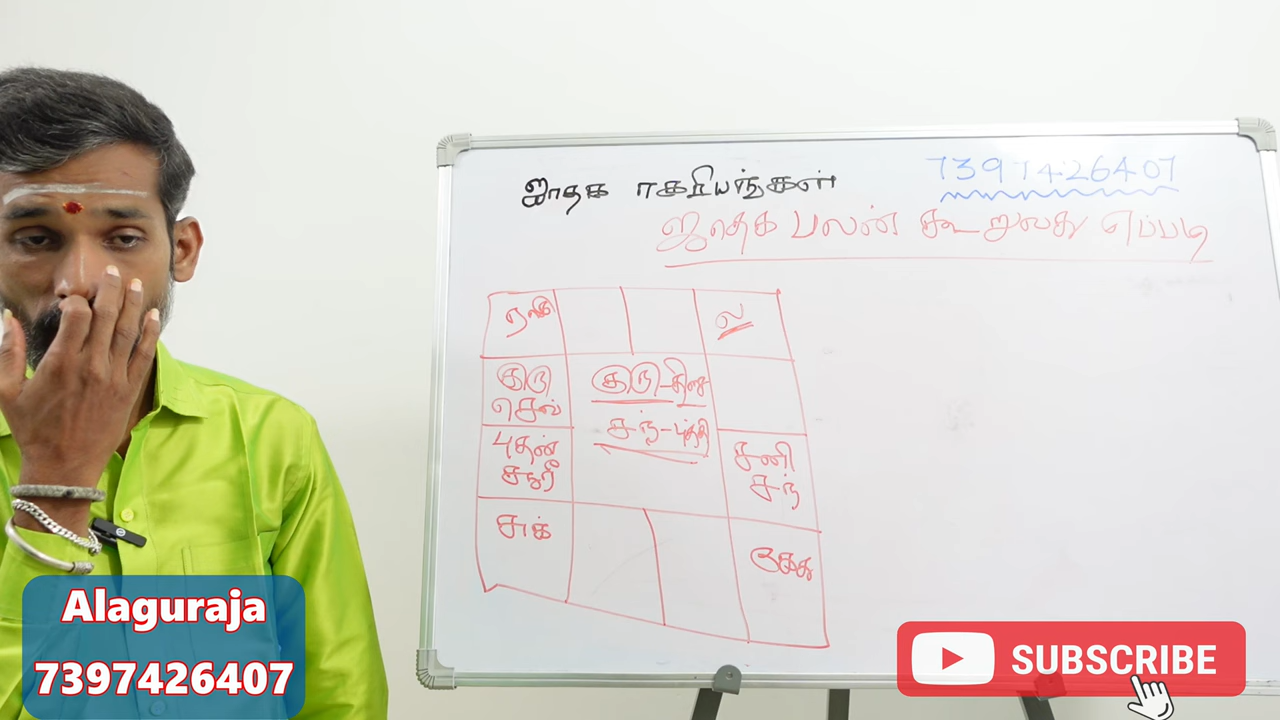 ஜாதக ரகசியங்கள்
7397426407
ஜாதக பலன் கூறுவது எப்படி
ல
குரு
செவ்
குரு-திசை
சந்-புத்தி
புதன்
சனி
சந்
சுக்
கேது
Alaguraja
7397426407
SUBSCRIBE